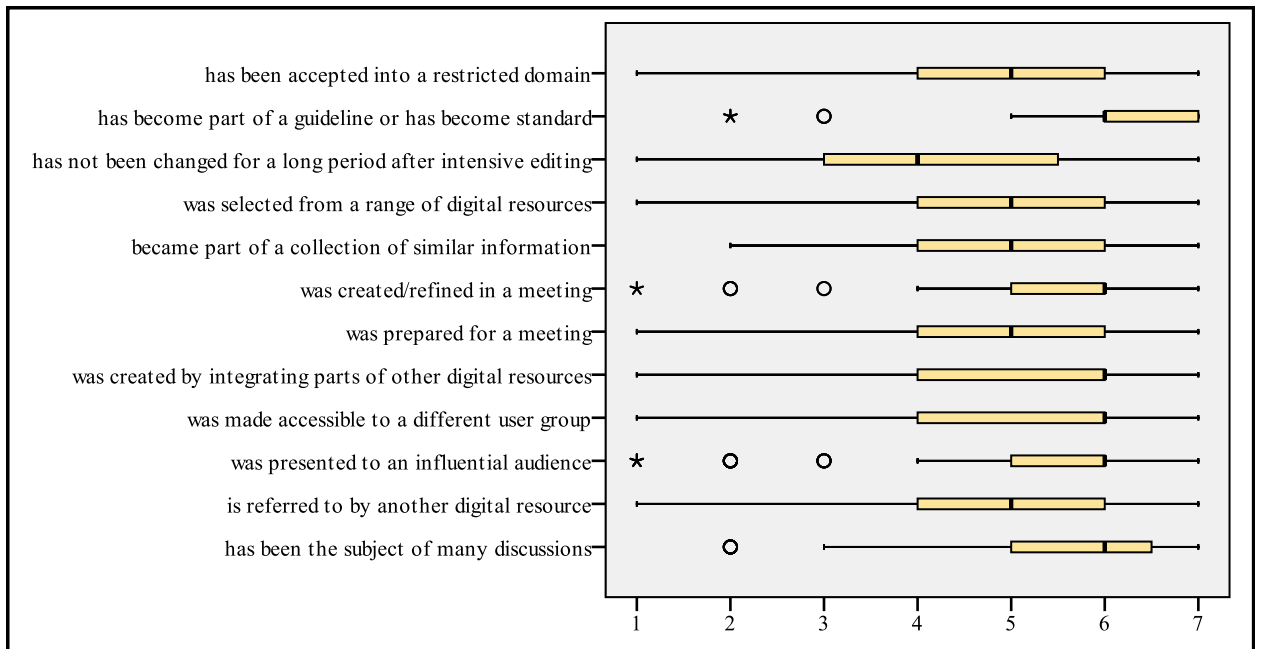 has been accepted into a restricted domain
has become part of a guideline or has become standard
has not been changed for a long period after intensive editing
was selected from a range of digital resources
became part of a collection of similar information
was created/refined in a meeting
was prepared for a meeting
was created by integrating parts of other digital resources
was made accessible to a different user group
was presented to an influential audience
is referred to by another digital resource
has been the subject of many discussions
1 2 3 4 5 6 7